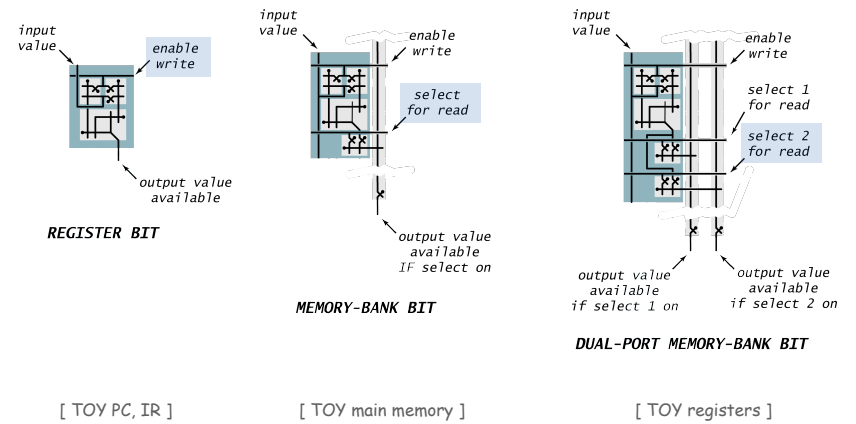 input
value
enable
write
output value
available
REGISTER BIT
[ TOY PC, IR ]
input
value
enable
write
select
for read
output value
available
IF select on
MEMORY-BANK BIT
[ TOY main memory ]
input
value
enable
write
select 1
for read
select 2
for read
output value
available
if select 1 on
output value
available
if select 2 on
DUAL-PORT MEMORY-BANK BIT
[ TOY registers ]